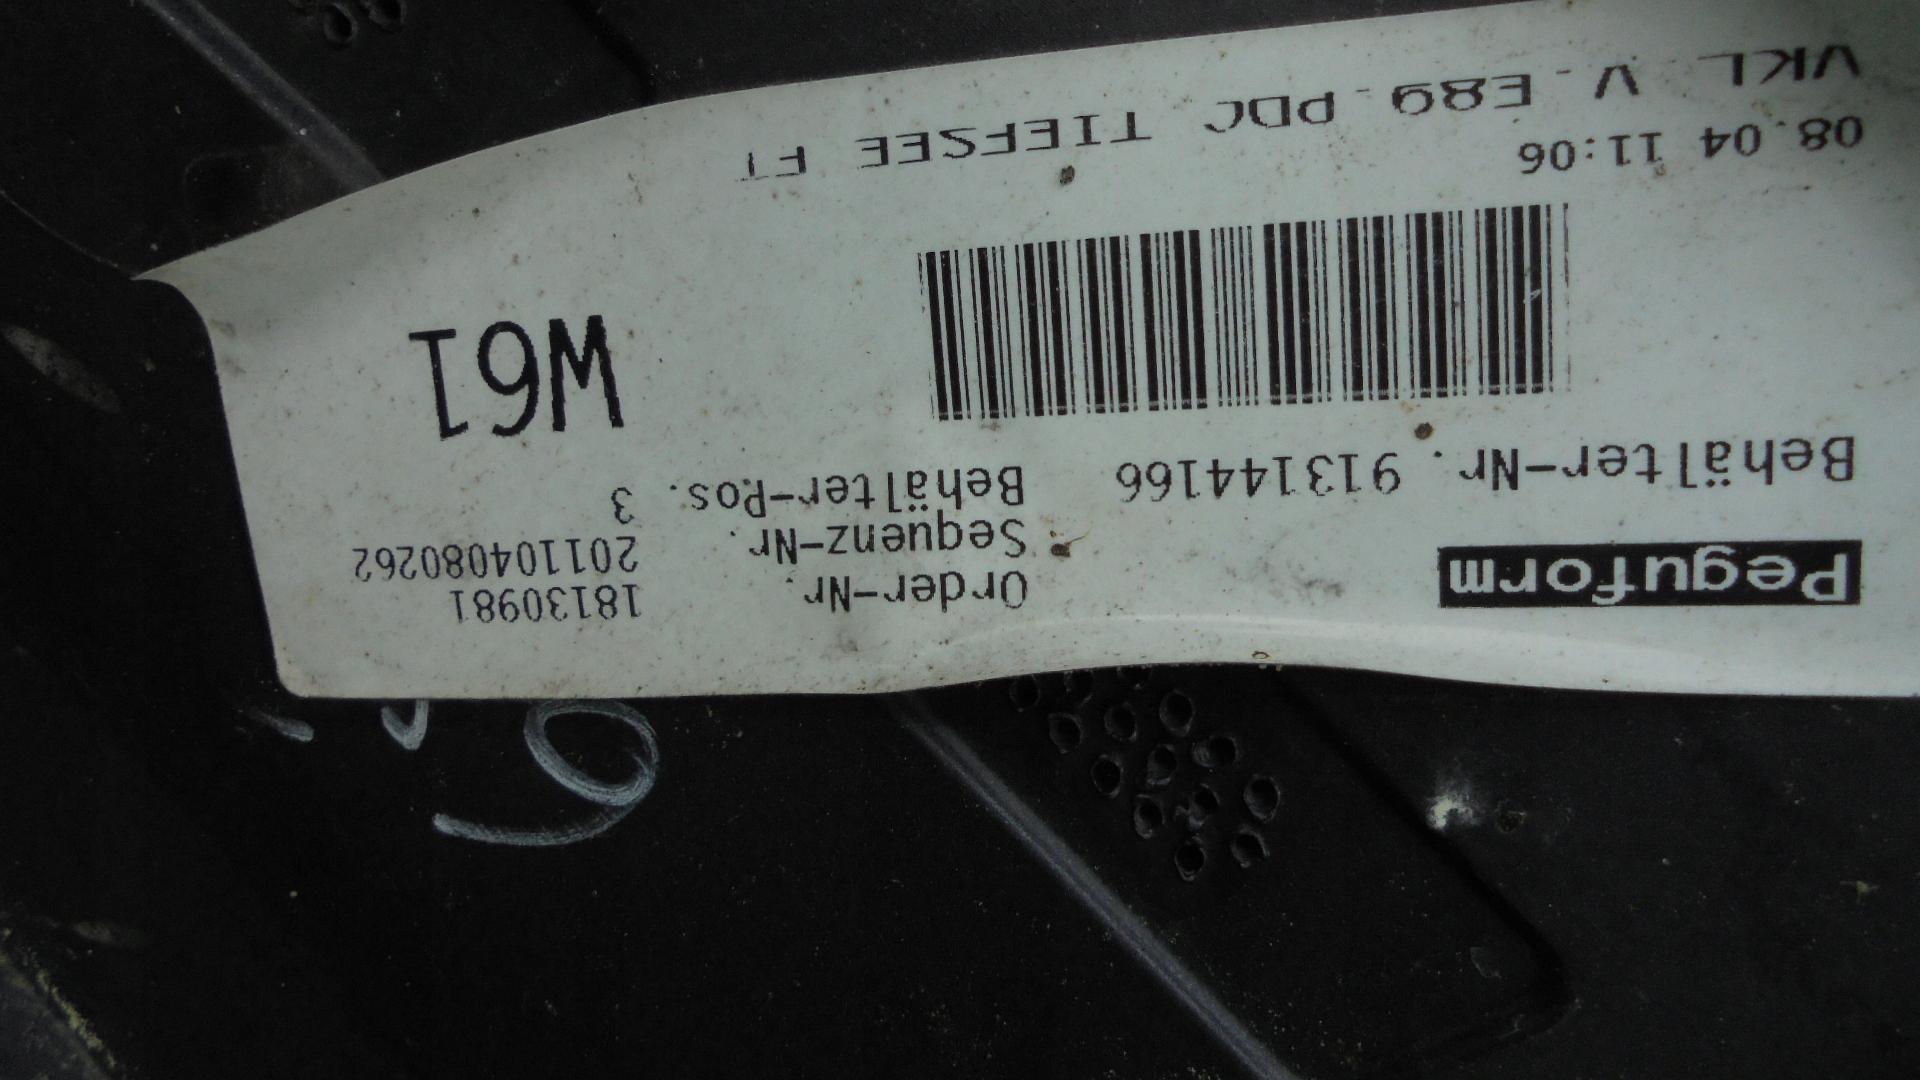 Peguform
Order-Nr. 18130981
Sequenz-Nr. 201104080262
Behälter-Nr. 913144166 Behälter-Pos. 3
W61
08.04 11:06
VKL V E89 PDC TIEFSEE FT